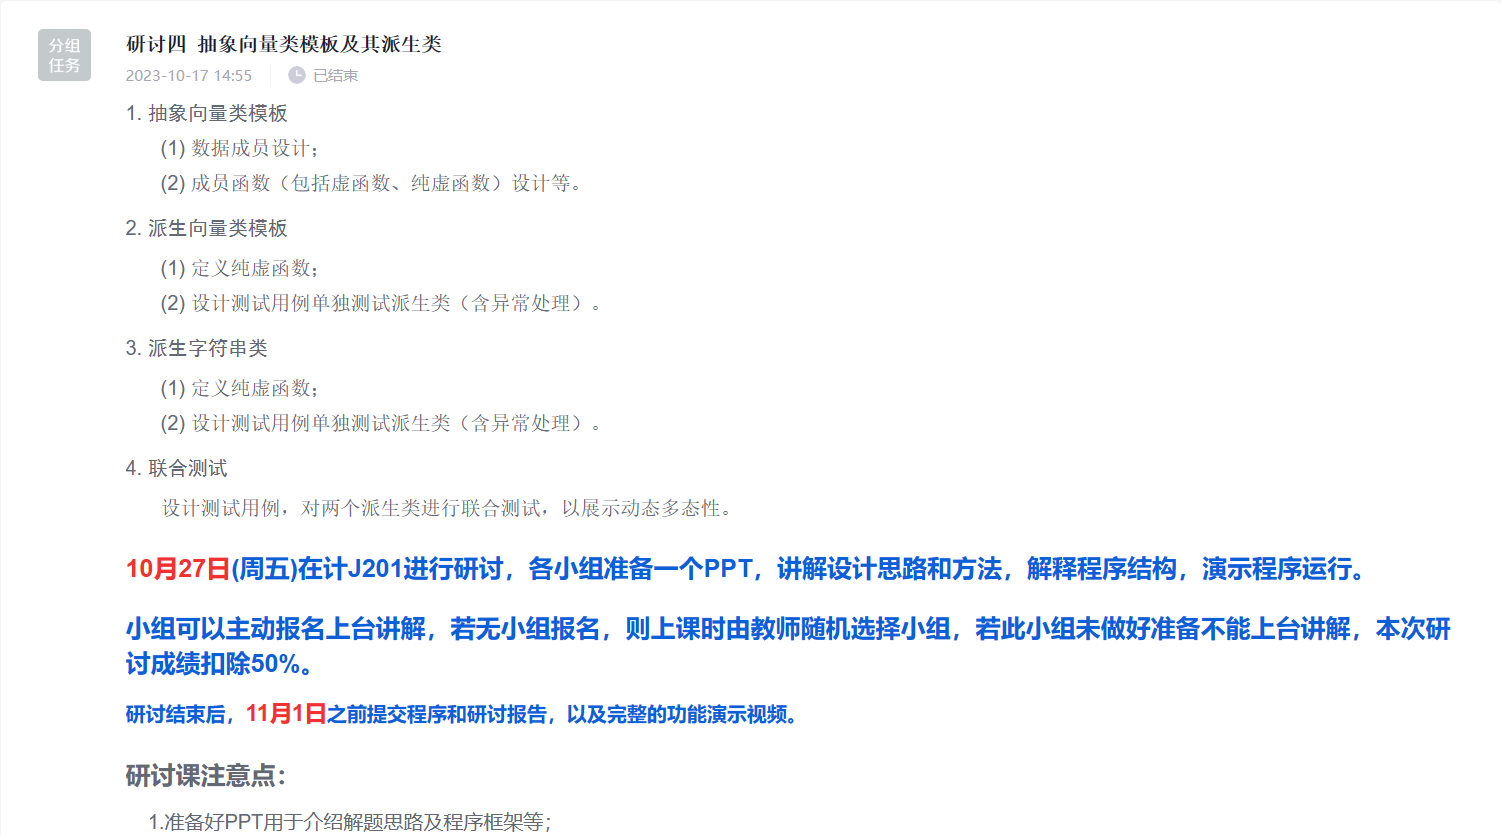 分组
任务
研讨四 抽象向量类模板及其派生类
2023-10-17 14:55 已结束
1. 抽象向量类模板
(1) 数据成员设计；
(2) 成员函数（包括虚函数、纯虚函数）设计等。
2. 派生向量类模板
(1) 定义纯虚函数；
(2) 设计测试用例单独测试派生类（含异常处理）。
3. 派生字符串类
(1) 定义纯虚函数；
(2) 设计测试用例单独测试派生类（含异常处理）。
4. 联合测试
设计测试用例，对两个派生类进行联合测试，以展示动态多态性。
10月27日(周五)在计J201进行研讨，各小组准备一个PPT，讲解设计思路和方法，解释程序结构，演示程序运行。
小组可以主动报名上台讲解，若无小组报名，则上课时由教师随机选择小组，若此小组未做好准备不能上台讲解，本次研
讨成绩扣除50%。
研讨结束后，11月1日之前提交程序和研讨报告，以及完整的功能演示视频。
研讨课注意点：
1.准备好PPT用于介绍解题思路及程序框架等；